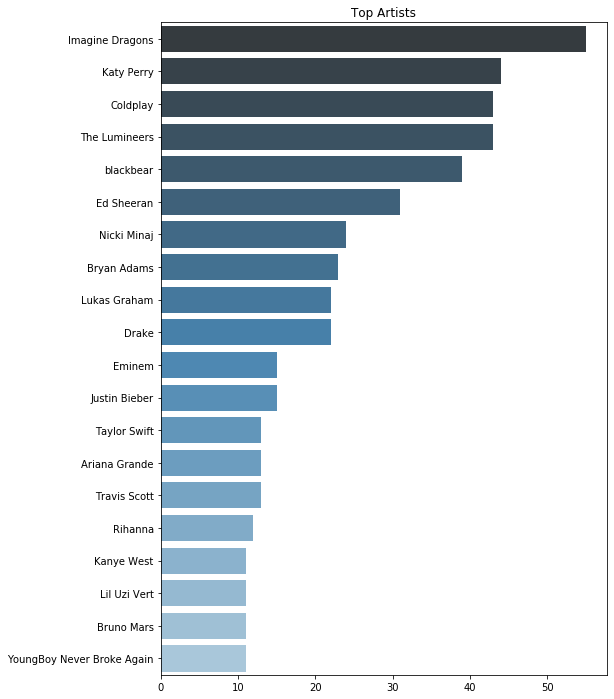 Top Artists
Imagine Dragons
Katy Perry
Coldplay
The Lumineers
blackbear
Ed Sheeran
Nicki Minaj
Bryan Adams
Lukas Graham
Drake
Eminem
Justin Bieber
Taylor Swift
Ariana Grande
Travis Scott
Rihanna
Kanye West
Lil Uzi Vert
Bruno Mars
YoungBoy Never Broke Again
0 10 20 30 40 50